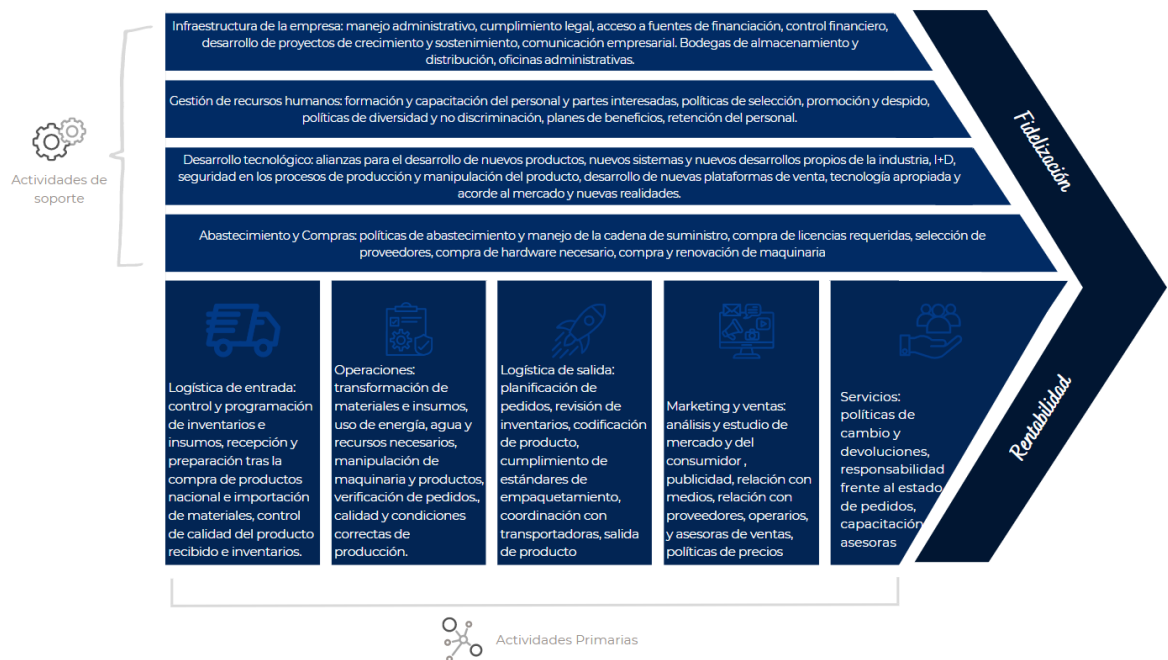 Infraestructura de la empresa: manejo administrativo, cumplimiento legal, acceso a fuentes de financiación, control financiero,
desarrollo de proyectos de crecimiento y sostenimiento, comunicación empresarial. Bodegas de almacenamiento y
distribución, oficinas administrativas.
Gestión de recursos humanos: formación y capacitación del personal y partes interesadas, políticas de selección, promoción y despido,
políticas de diversidad y no discriminación, planes de beneficios, retención del personal.
Desarrollo tecnológico: alianzas para el desarrollo de nuevos productos, nuevos sistemas y nuevos desarrollos propios de la industria, I+D,
seguridad en los procesos de producción y manipulación del producto, desarrollo de nuevas plataformas de venta, tecnología apropiada y
acorde al mercado y nuevas realidades.
Abastecimiento y Compras: políticas de abastecimiento y manejo de la cadena de suministro, compra de licencias requeridas, selección de
proveedores, compra de hardware necesario, compra y renovación de maquinaria
Actividades de
soporte
Fidelización
Rentabilidad
Logística de entrada:
control y programación
de inventarios e
insumos, recepción y
preparación tras la
compra de productos
nacional e importación
de materiales, control
de calidad del producto
recibido e inventarios.
Operaciones:
transformación de
materiales e insumos,
uso de energía, agua y
recursos necesarios,
manipulación de
maquinaria y productos,
verificación de pedidos.,
calidad y condiciones
correctas de
producción.
Logística de salida:
planificación de
pedidos, revisión de
inventarios, codificación
de producto,
cumplimiento de
estándares de
empaquetamiento,
coordinación con
transportadoras, salida
de producto
Marketing y ventas:
análisis y estudio de
mercado y del
consumidor ,
publicidad, relación con
medios, relación con
proveedores, operarios,
y asesoras de ventas,
políticas de precios
Servicios:
políticas de
cambio y
devoluciones,
responsabilidad
frente al estado
de pedidos,
capacitación
asesoras
Actividades Primarias